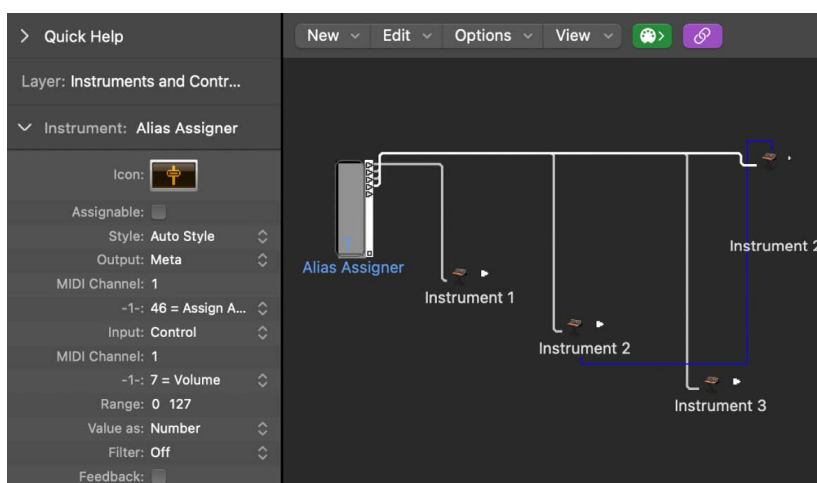 Quick Help
New Edit Options View
Layer: Instruments and Contr...
Instrument: Alias Assigner
Icon:
Assignable:
Style: Auto Style
Output: Meta
MIDI Channel: 1
-1-: 46 = Assign A...
Input: Control
MIDI Channel: 1
-1-: 7 = Volume
Range: 0 127
Value as: Number
Filter: Off
Feedback:
Alias Assigner
Instrument 1
Instrument 2
Instrument 3
Instrument 2